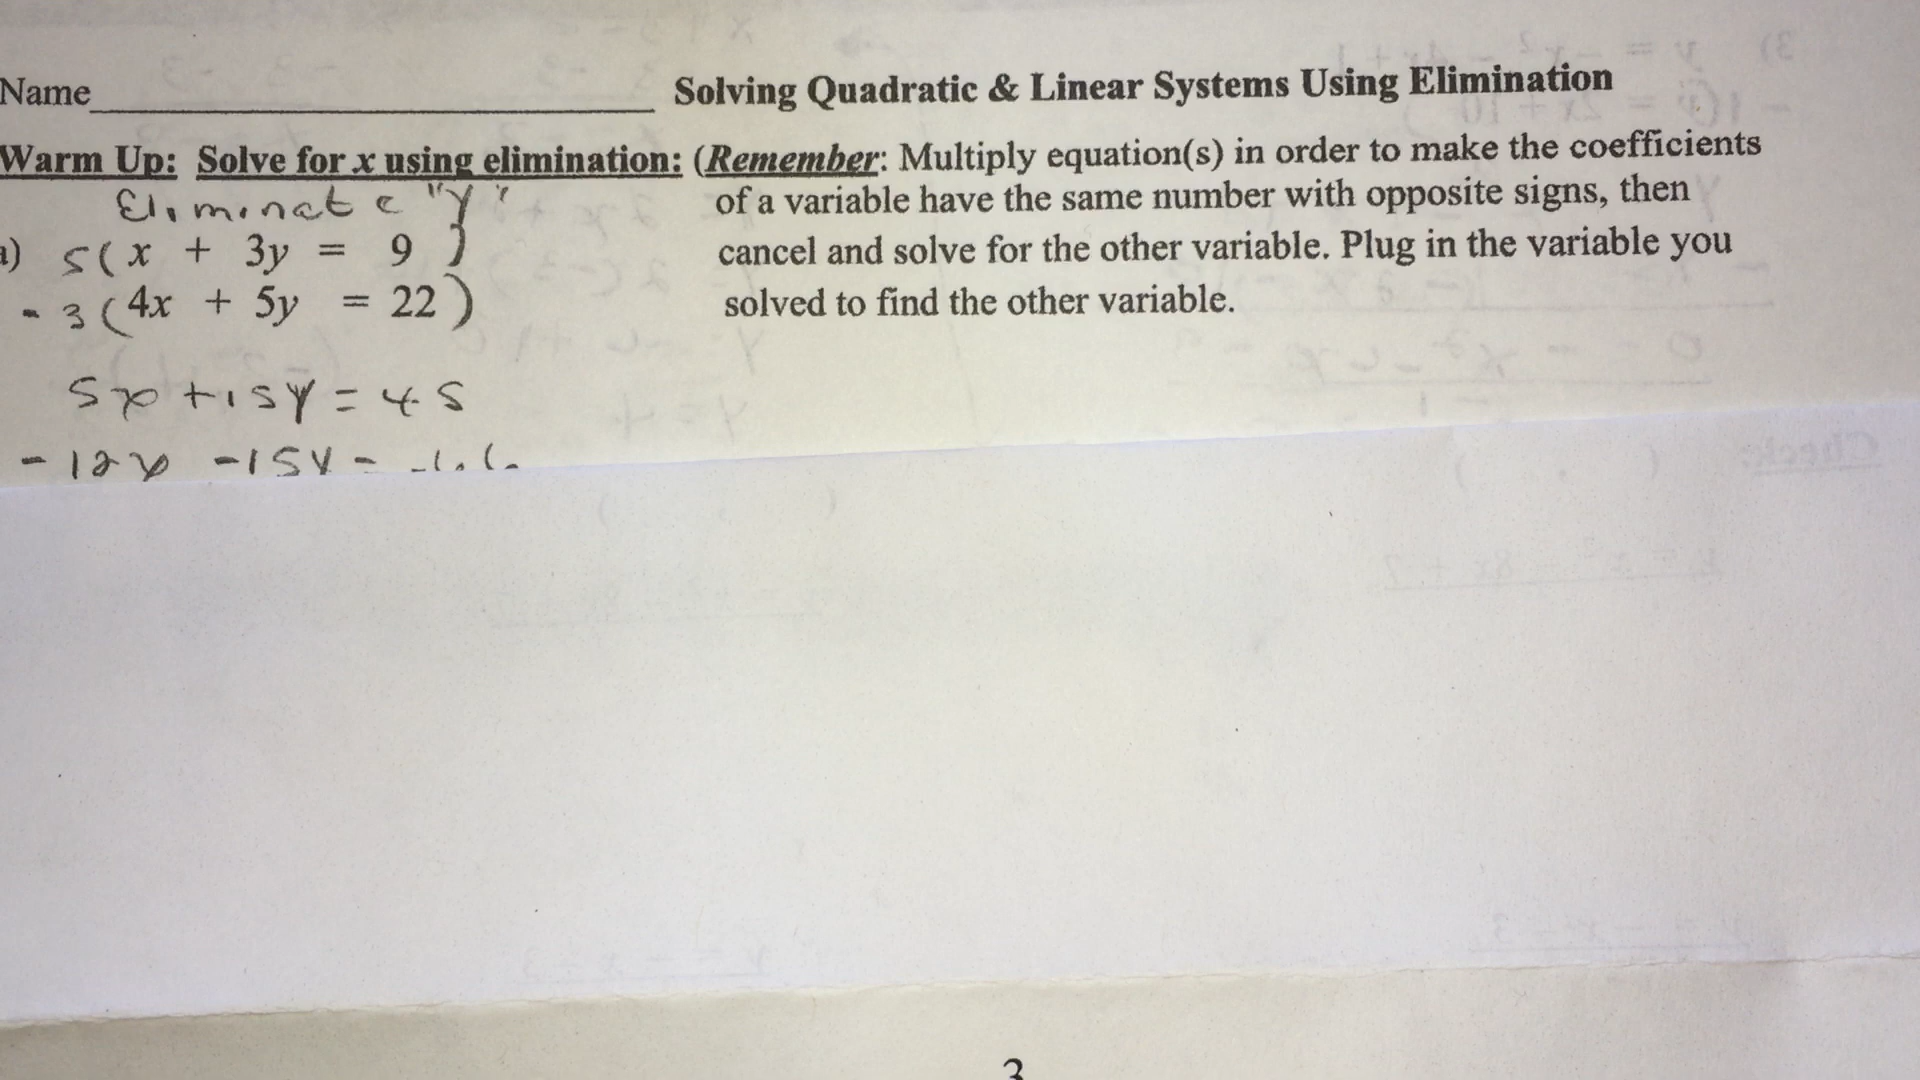 Name Solving Quadratic & Linear Systems Using Elimination
Warm Up: Solve for x using elimination: (Remember: Multiply equation(s) in order to make the coefficients
Eliminate "y" of a variable have the same number with opposite signs, then
5(x + 3y = 9) cancel and solve for the other variable. Plug in the variable you
-3(4x + 5y = 22) solved to find the other variable.
5x + 15y = 45
-12x -15y =
3